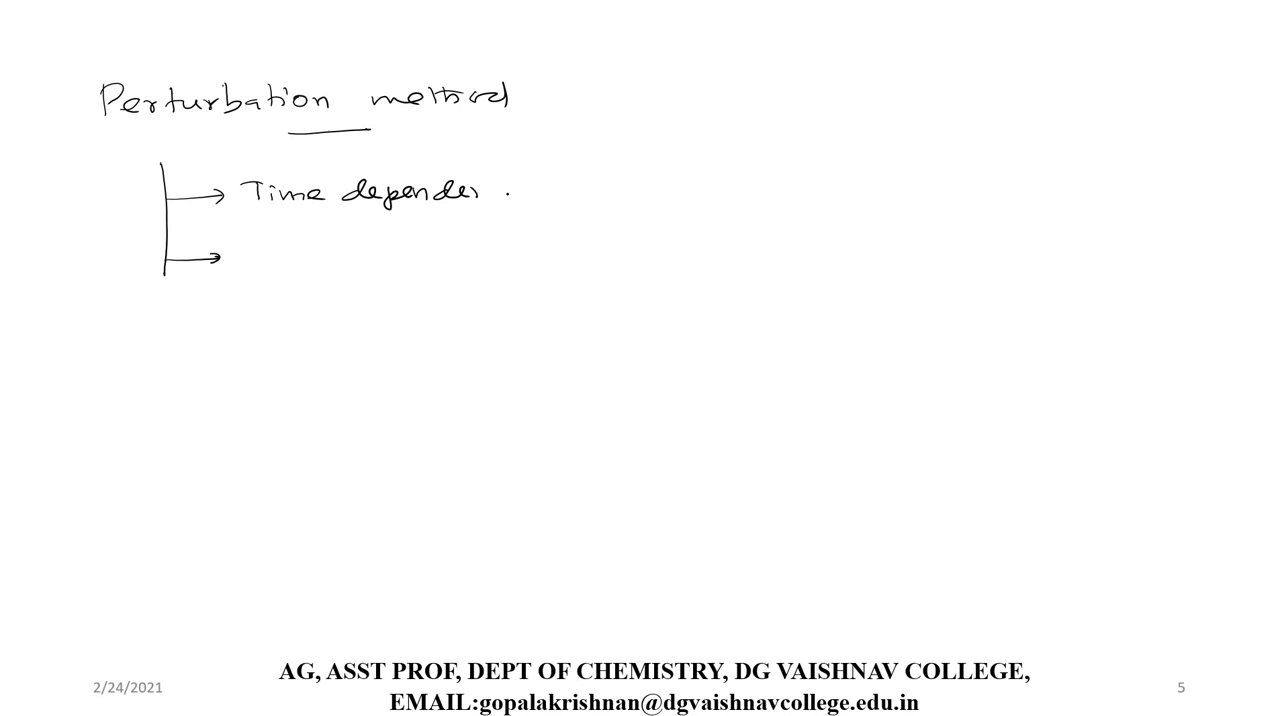 Perturbation method
Time dependen
AG, ASST PROF, DEPT OF CHEMISTRY, DG VAISHNAV COLLEGE,
EMAIL:gopalakrishnan@dgvaishnavcollege.edu.in
2/24/2021
5